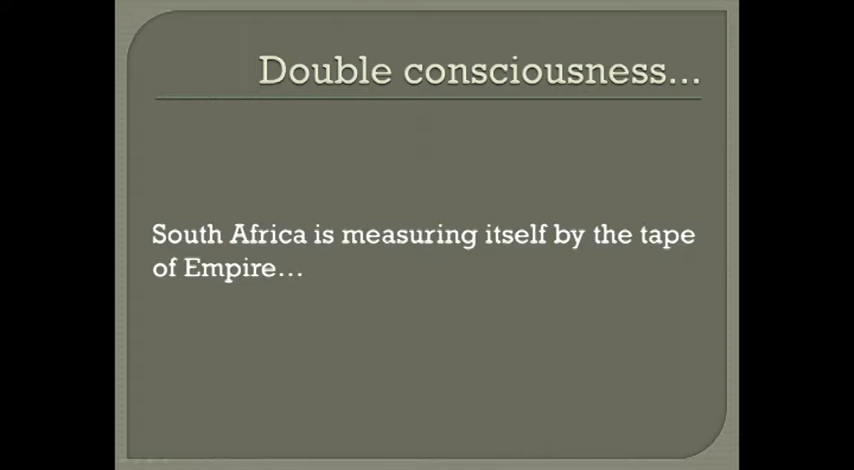 Double consciousness...
South Africa is measuring itself by the tape
of Empire...